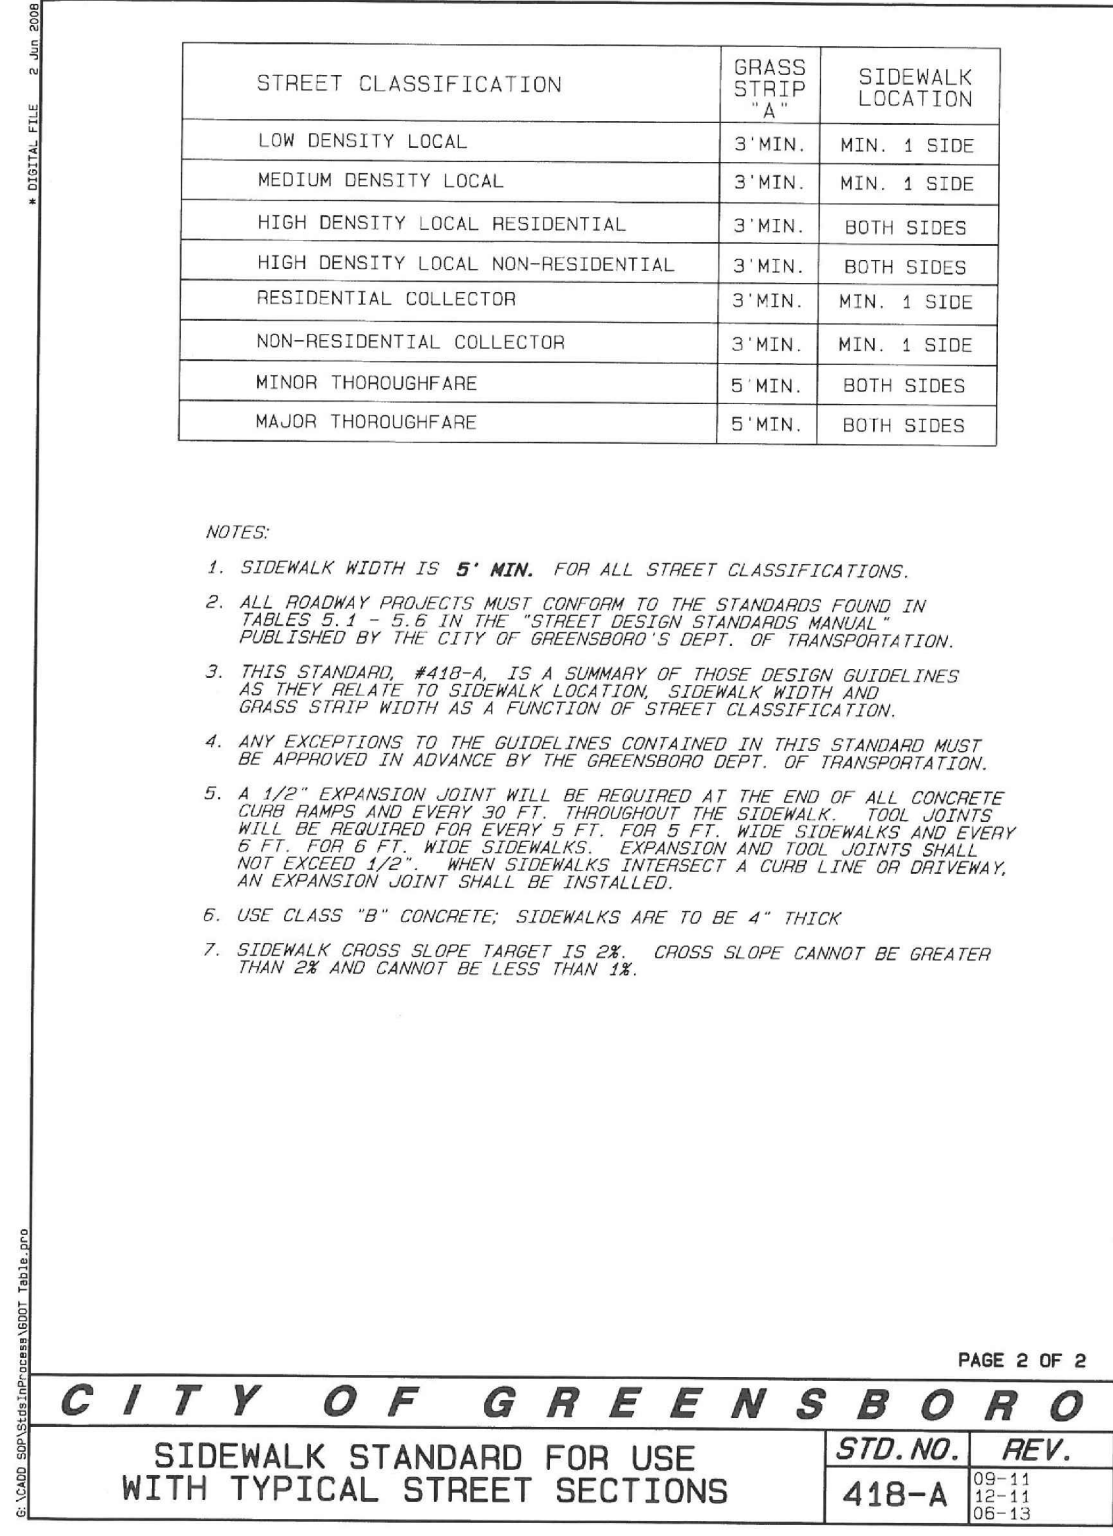 * DIGITAL FILE 2 Jun 2008
STREET CLASSIFICATION GRASS STRIP "A" SIDEWALK LOCATION
LOW DENSITY LOCAL 3'MIN. MIN. 1 SIDE
MEDIUM DENSITY LOCAL 3'MIN. MIN. 1 SIDE
HIGH DENSITY LOCAL RESIDENTIAL 3'MIN. BOTH SIDES
HIGH DENSITY LOCAL NON-RESIDENTIAL 3'MIN. BOTH SIDES
RESIDENTIAL COLLECTOR 3'MIN. MIN. 1 SIDE
NON-RESIDENTIAL COLLECTOR 3'MIN. MIN. 1 SIDE
MINOR THOROUGHFARE 5'MIN. BOTH SIDES
MAJOR THOROUGHFARE 5'MIN. BOTH SIDES
NOTES:
1. SIDEWALK WIDTH IS 5' MIN. FOR ALL STREET CLASSIFICATIONS.
2. ALL ROADWAY PROJECTS MUST CONFORM TO THE STANDARDS FOUND IN
TABLES 5.1 - 5.6 IN THE "STREET DESIGN STANDARDS MANUAL"
PUBLISHED BY THE CITY OF GREENSBORO'S DEPT. OF TRANSPORTATION.
3. THIS STANDARD, #418-A, IS A SUMMARY OF THOSE DESIGN GUIDELINES
AS THEY RELATE TO SIDEWALK LOCATION, SIDEWALK WIDTH AND
GRASS STRIP WIDTH AS A FUNCTION OF STREET CLASSIFICATION.
4. ANY EXCEPTIONS TO THE GUIDELINES CONTAINED IN THIS STANDARD MUST
BE APPROVED IN ADVANCE BY THE GREENSBORO DEPT. OF TRANSPORTATION.
5. A 1/2" EXPANSION JOINT WILL BE REQUIRED AT THE END OF ALL CONCRETE
CURB RAMPS AND EVERY 30 FT. THROUGHOUT THE SIDEWALK. TOOL JOINTS
WILL BE REQUIRED FOR EVERY 5 FT. FOR 5 FT. WIDE SIDEWALKS AND EVERY
6 FT. FOR 6 FT. WIDE SIDEWALKS. EXPANSION AND TOOL JOINTS SHALL
NOT EXCEED 1/2". WHEN SIDEWALKS INTERSECT A CURB LINE OR DRIVEWAY,
AN EXPANSION JOINT SHALL BE INSTALLED.
6. USE CLASS "B" CONCRETE; SIDEWALKS ARE TO BE 4" THICK
7. SIDEWALK CROSS SLOPE TARGET IS 2%. CROSS SLOPE CANNOT BE GREATER
THAN 2% AND CANNOT BE LESS THAN 1%.
G:\CADD SOP\StdsInProcess\GDOT Table.pro
PAGE 2 OF 2
CITY OF GREENSBORO
SIDEWALK STANDARD FOR USE
WITH TYPICAL STREET SECTIONS
STD.NO. REV.
418-A
09-11
12-11
06-13